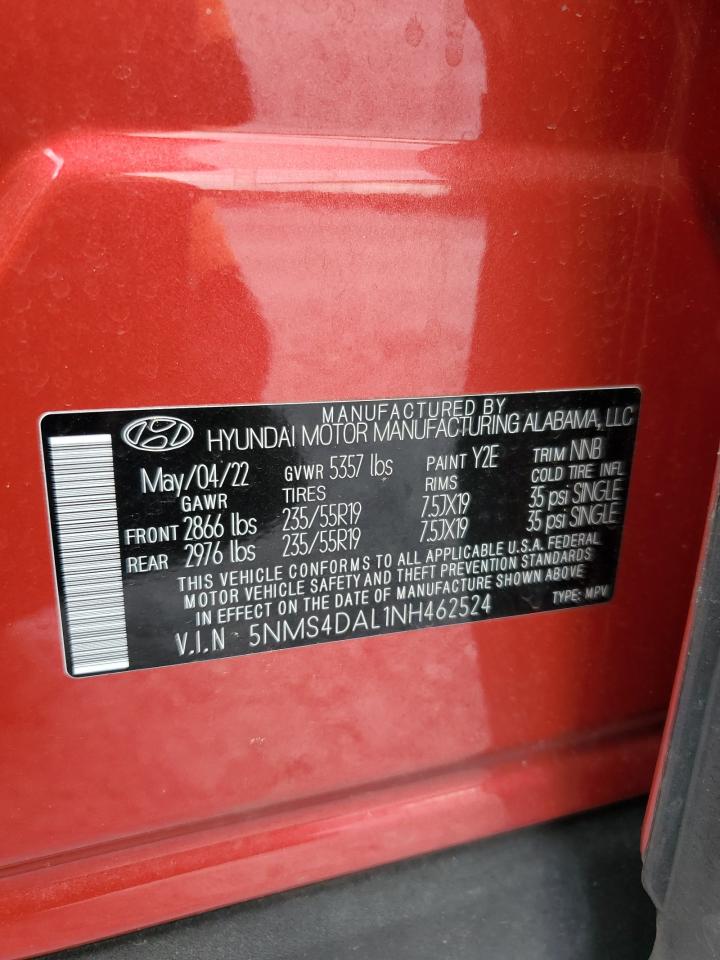 MANUFACTURED BY
HYUNDAI MOTOR MANUFACTURING ALABAMA, LLC
May/04/22 GVWR 5357 lbs PAINT Y2E TRIM NNB
GAWR TIRES RIMS COLD TIRE INFL
FRONT 2866 lbs 235/55R19 7.5JX19 35 psi SINGLE
REAR 2976 lbs 235/55R19 7.5JX19 35 psi SINGLE
THIS VEHICLE CONFORMS TO ALL APPLICABLE U.S.A. FEDERAL
MOTOR VEHICLE SAFETY AND THEFT PREVENTION STANDARDS
IN EFFECT ON THE DATE OF MANUFACTURE SHOWN ABOVE
V.I.N 5NMS4DAL1NH462524 TYPE: MPV